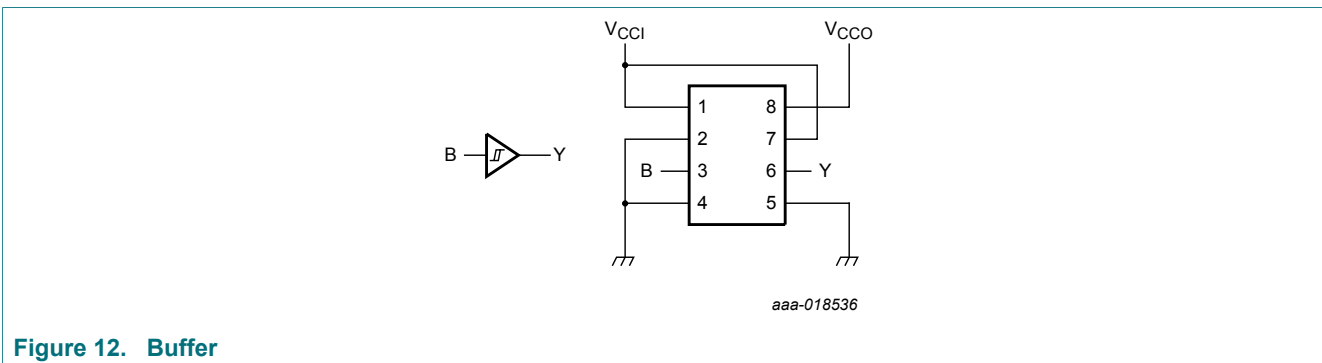 VCCI VCCO
1 8
2 7
B Y B 3 6 Y
4 5
aaa-018536
Figure 12. Buffer